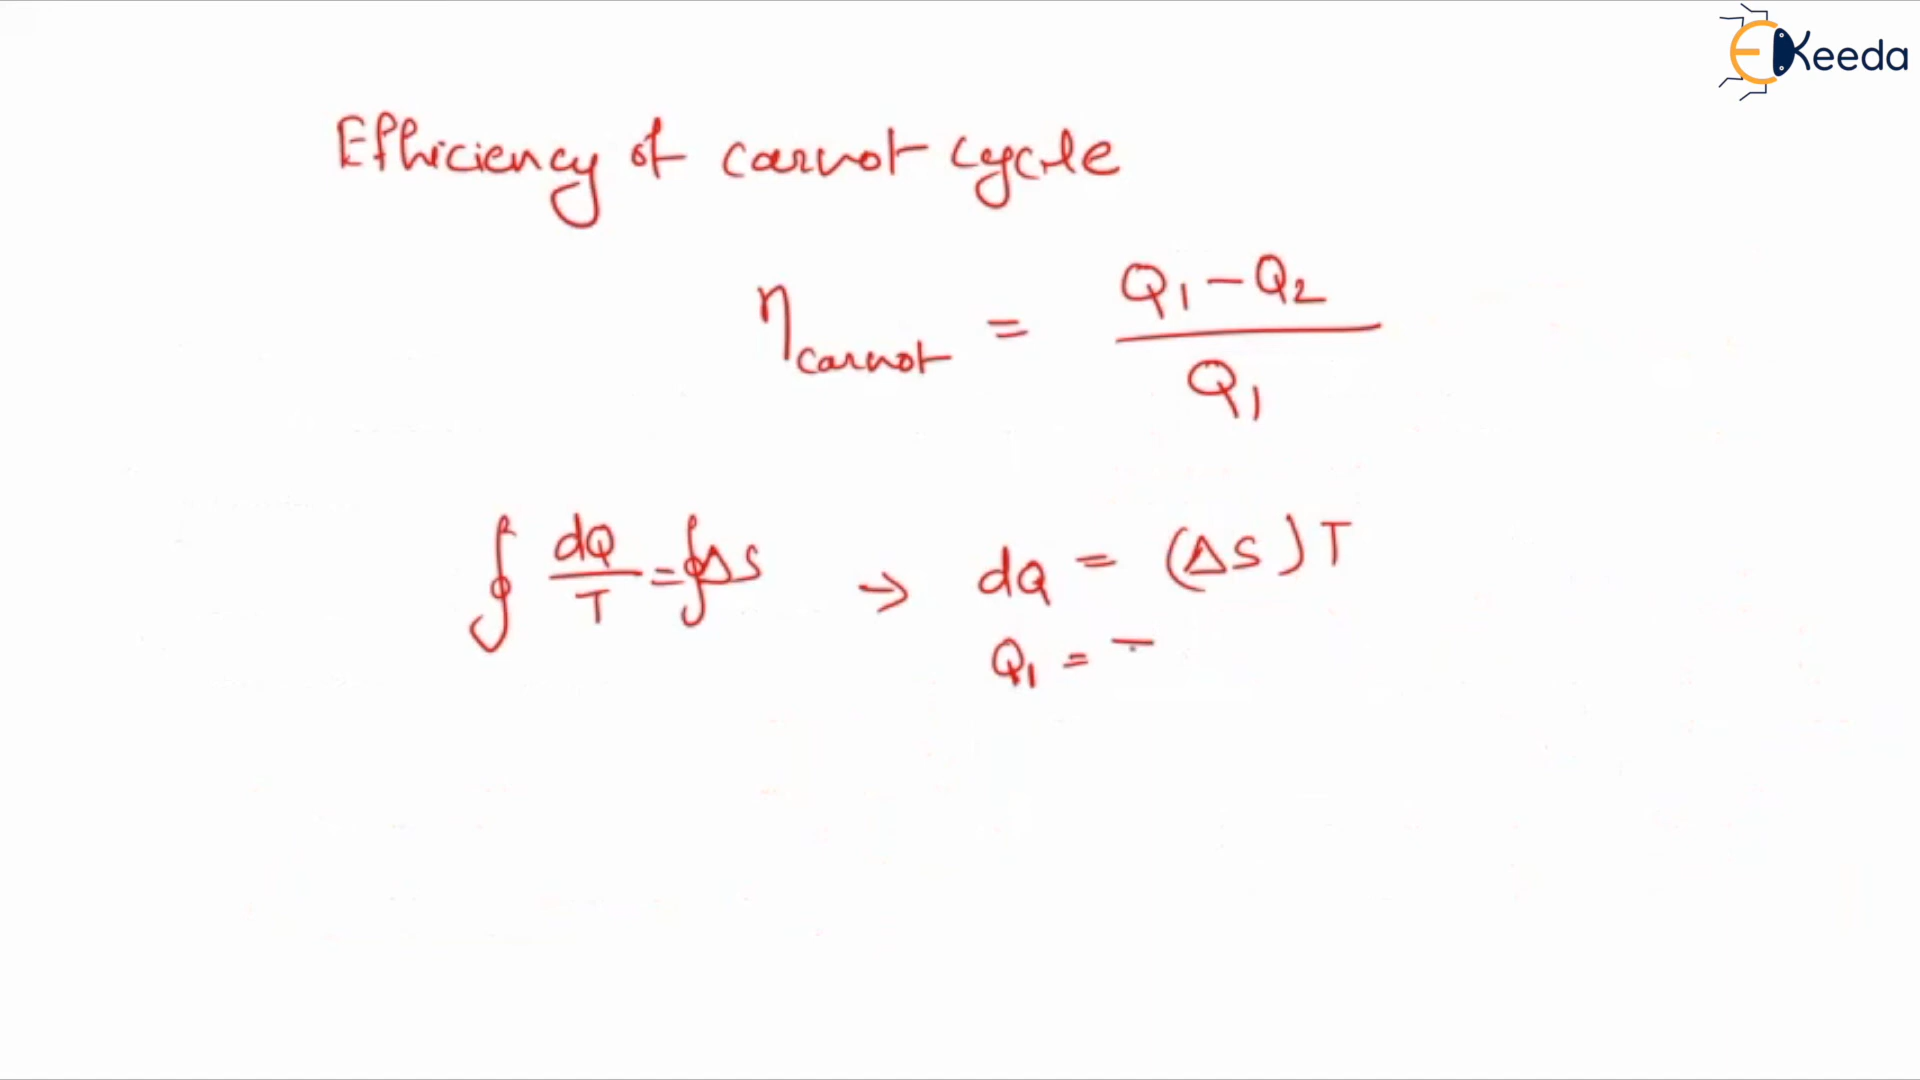 EKeeda
Efficiency of carnot cycle
η carnot = Q1 - Q2 / Q1
∮ dQ / T = ∮ΔS → dQ = (ΔS) T
Q1 =